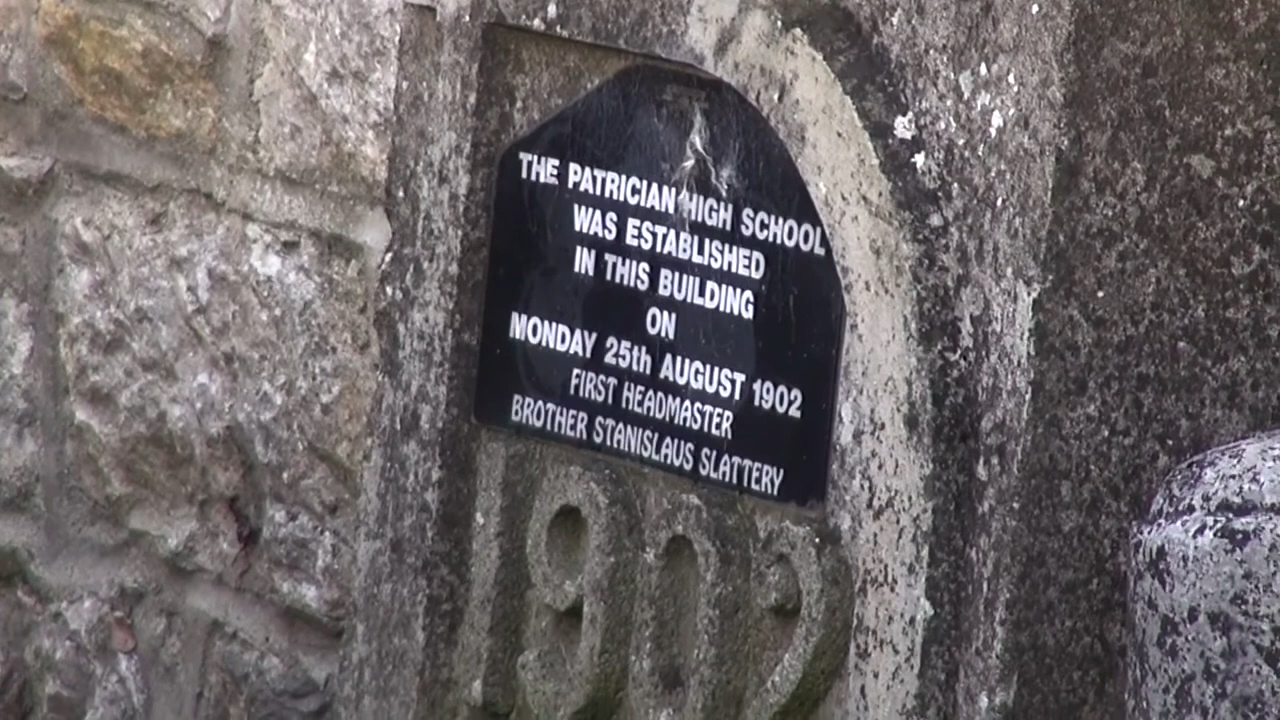 THE PATRICIAN HIGH SCHOOL
WAS ESTABLISHED
IN THIS BUILDING
ON
MONDAY 25th AUGUST 1902
FIRST HEADMASTER
BROTHER STANISLAUS SLATTERY
1902